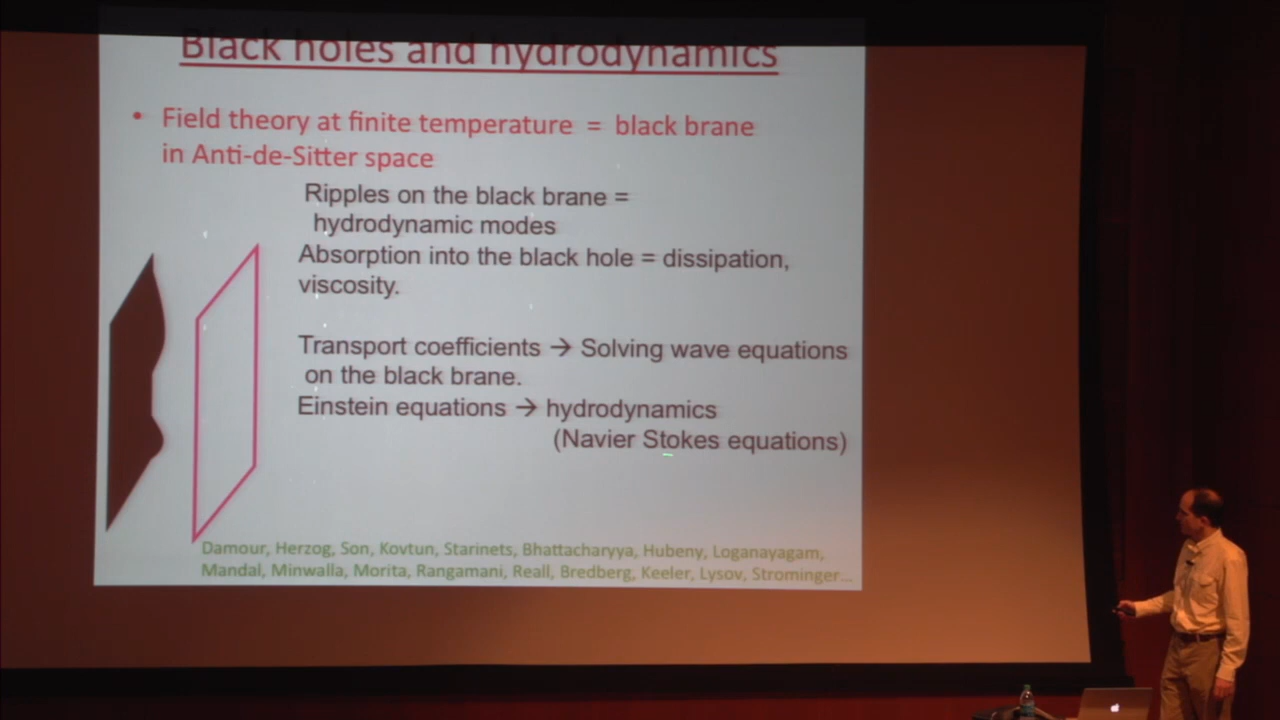 Black holes and hydrodynamics
• Field theory at finite temperature = black brane
in Anti-de-Sitter space
Ripples on the black brane =
hydrodynamic modes
Absorption into the black hole = dissipation,
viscosity.
Transport coefficients → Solving wave equations
on the black brane.
Einstein equations → hydrodynamics
(Navier Stokes equations)
Damour, Herzog, Son, Kovtun, Starinets, Bhattacharyya, Hubeny, Loganayagam,
Mandal, Minwalla, Morita, Rangamani, Reall, Bredberg, Keeler, Lysov, Strominger...